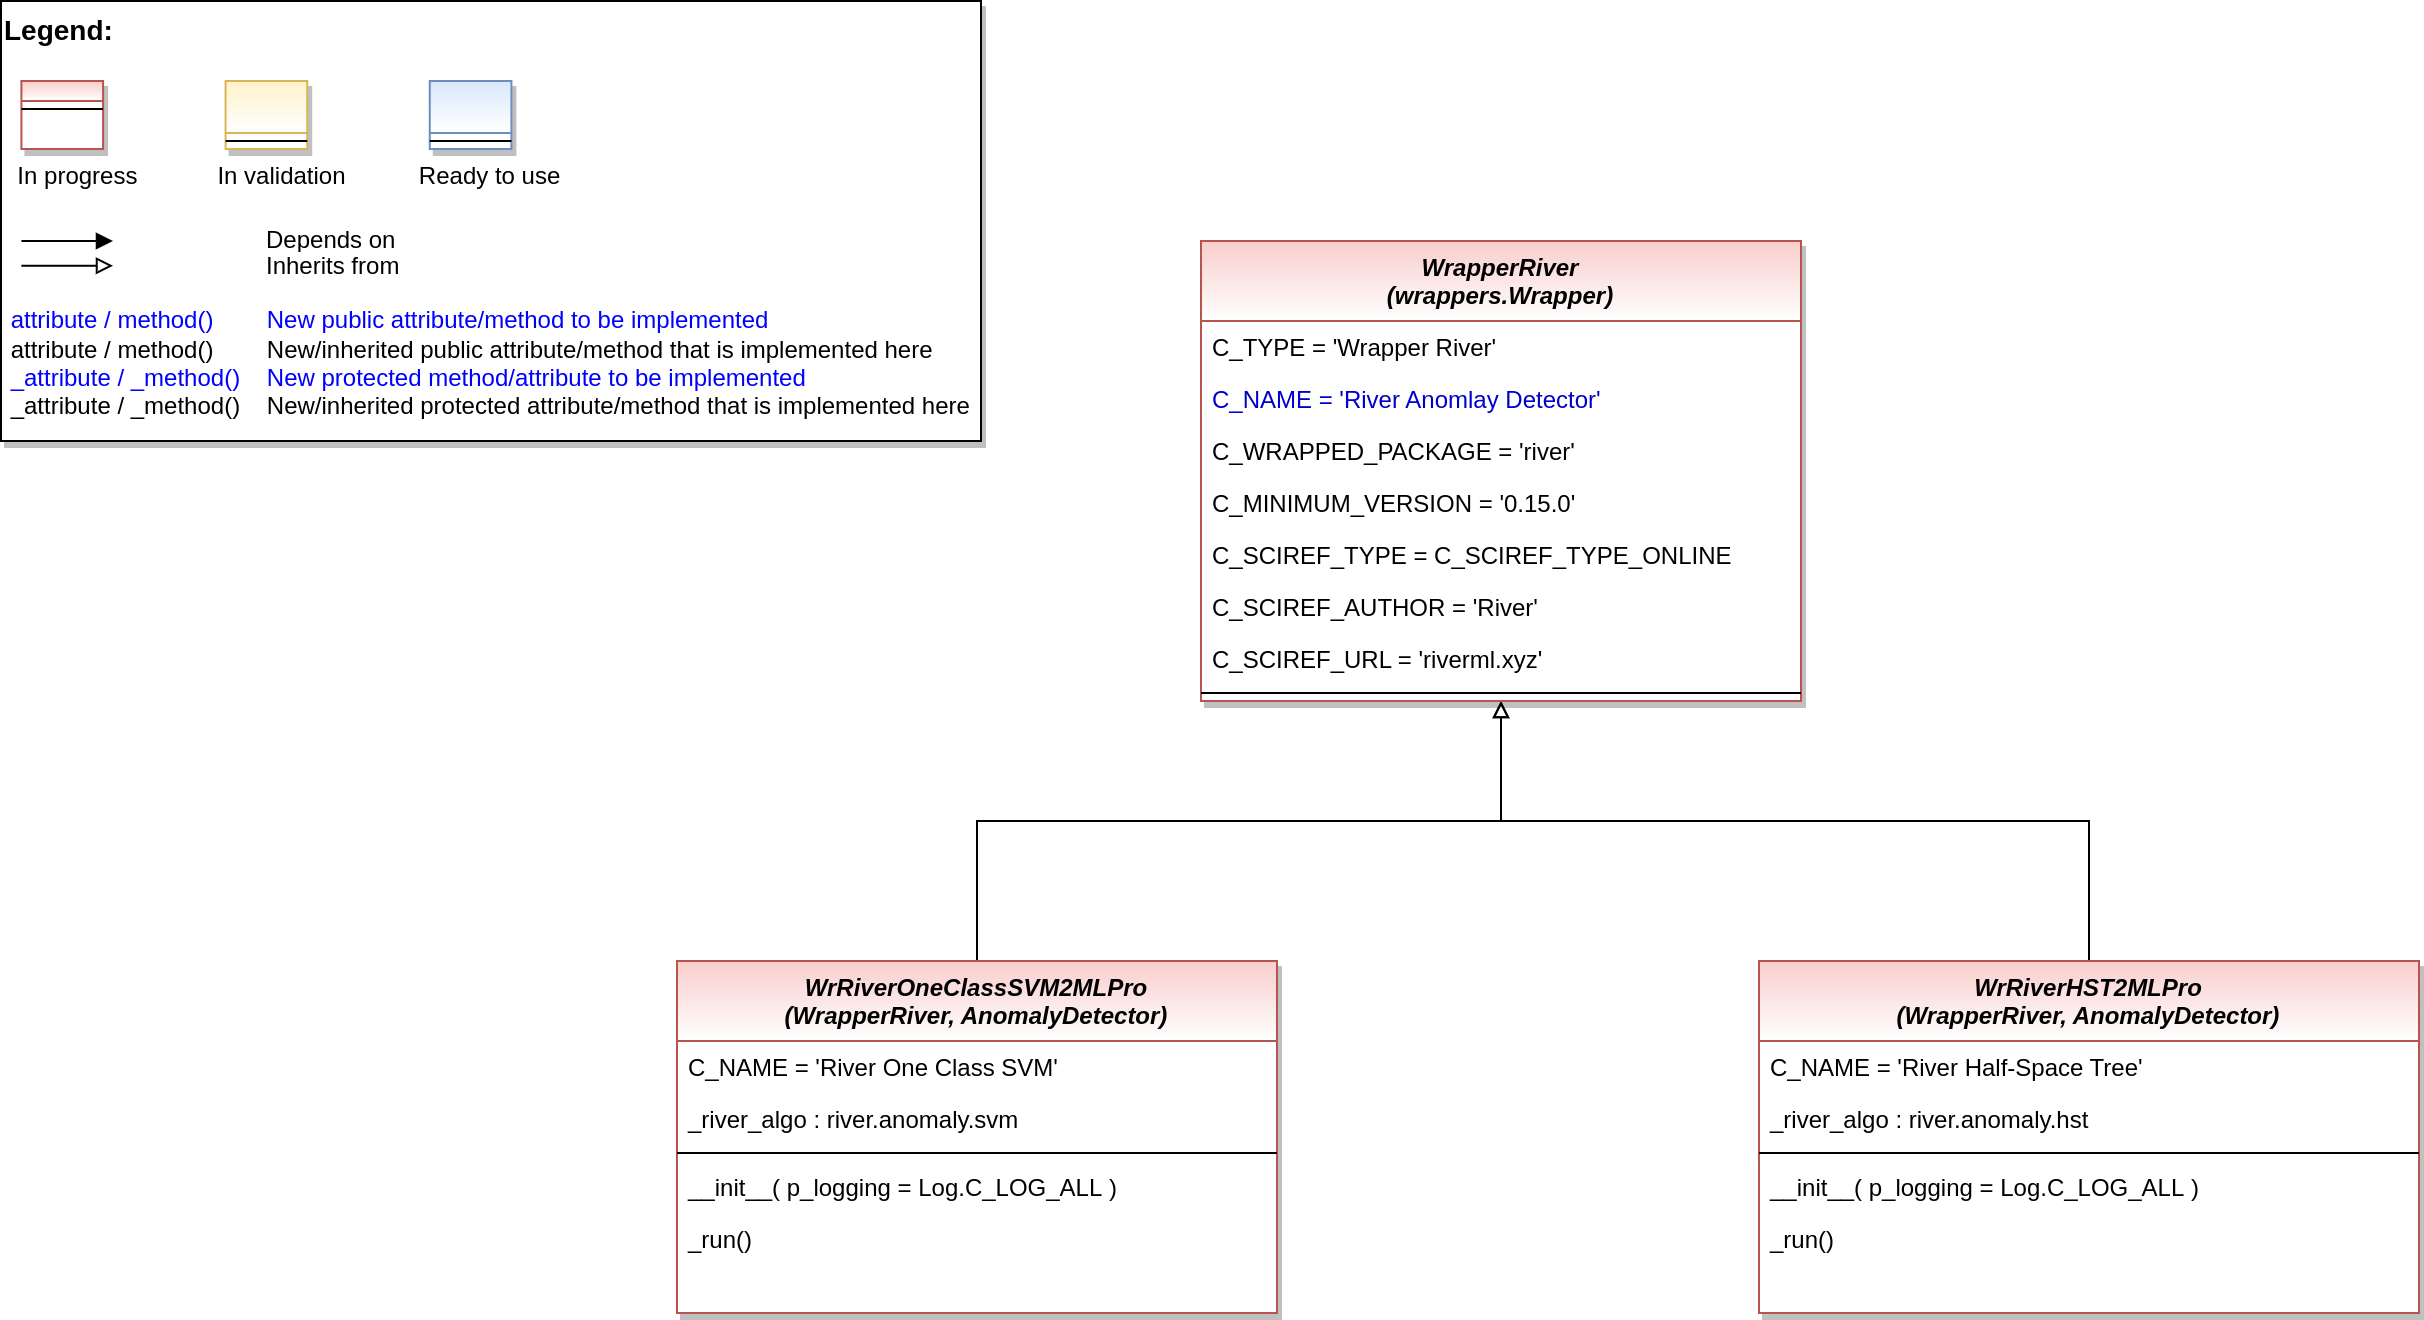 Legend:
In progress
In validation
Ready to use
Depends on
Inherits from
attribute / method() New public attribute/method to be implemented
attribute / method() New/inherited public attribute/method that is implemented here
_attribute / _method() New protected method/attribute to be implemented
_attribute / _method() New/inherited protected attribute/method that is implemented here
WrapperRiver
(wrappers.Wrapper)
C_TYPE = 'Wrapper River'
C_NAME = 'River Anomlay Detector'
C_WRAPPED_PACKAGE = 'river'
C_MINIMUM_VERSION = '0.15.0'
C_SCIREF_TYPE = C_SCIREF_TYPE_ONLINE
C_SCIREF_AUTHOR = 'River'
C_SCIREF_URL = 'riverml.xyz'
WrRiverOneClassSVM2MLPro
(WrapperRiver, AnomalyDetector)
C_NAME = 'River One Class SVM'
_river_algo : river.anomaly.svm
__init__( p_logging = Log.C_LOG_ALL )
_run()
WrRiverHST2MLPro
(WrapperRiver, AnomalyDetector)
C_NAME = 'River Half-Space Tree'
_river_algo : river.anomaly.hst
__init__( p_logging = Log.C_LOG_ALL )
_run()